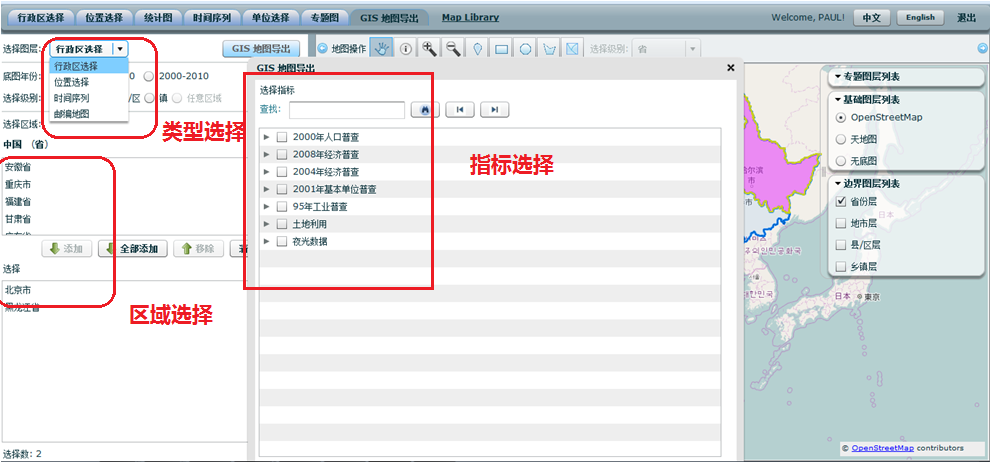 行政区选择 位置选择 统计图 时间序列 单位选择 专题图 GIS 地图导出 Map Library Welcome, PAUL! 中文 English 退出
选择图层: 行政区选择 GIS 地图导出 地图操作 选择级别: 省
行政区选择
位置选择
时间序列
邮编地图
底图年份: 0 2000-2010
选择级别: /区 镇 任意区域
选择区域:
类型选择
中国 （省）
安徽省
重庆市
福建省
甘肃省
添加 全部添加 移除
选择
北京市
黑龙江省
区域选择
选择数: 2
GIS 地图导出
选择指标
查找:
2000年人口普查
2008年经济普查
2004年经济普查
2001年基本单位普查
95年工业普查
土地利用
夜光数据
指标选择
专题图层列表
基础图层列表
OpenStreetMap
天地图
无底图
边界图层列表
省份层
地市层
县/区层
乡镇层
哈尔滨
市
日本
日本
东京
© OpenStreetMap contributors